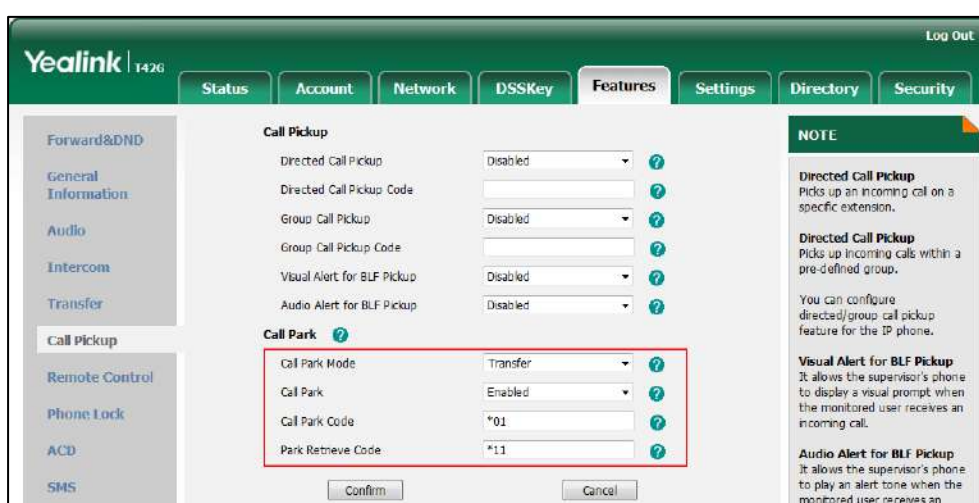 Log Out
Yealink T42G
Status Account Network DSSKey Features Settings Directory Security
Forward&DND
General
Information
Audio
Intercom
Transfer
Call Pickup
Remote Control
Phone Lock
ACD
SMS
Call Pickup
Directed Call Pickup Disabled ?
Directed Call Pickup Code ?
Group Call Pickup Disabled ?
Group Call Pickup Code ?
Visual Alert for BLF Pickup Disabled ?
Audio Alert for BLF Pickup Disabled ?
Call Park ?
Call Park Mode Transfer ?
Call Park Enabled ?
Call Park Code *01 ?
Park Retrieve Code *11 ?
Confirm Cancel
NOTE
Directed Call Pickup
Picks up an incoming call on a
specific extension.
Directed Call Pickup
Picks up incoming calls within a
pre-defined group.
You can configure
directed/group call pickup
feature for the IP phone.
Visual Alert for BLF Pickup
It allows the supervisor's phone
to display a visual prompt when
the monitored user receives an
incoming call.
Audio Alert for BLF Pickup
It allows the supervisor's phone
to play an alert tone when the
monitored user receives an